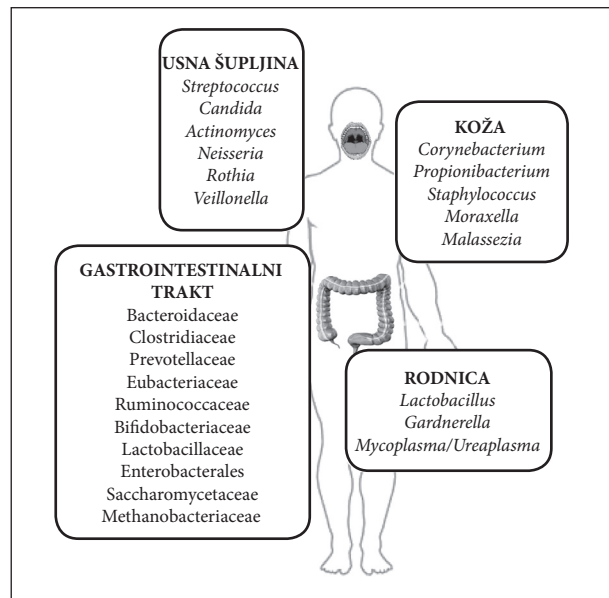 USNA ŠUPLJINA
Streptococcus
Candida
Actinomyces
Neisseria
Rothia
Veillonella
KOŽA
Corynebacterium
Propionibacterium
Staphylococcus
Moraxella
Malassezia
GASTROINTESTINALNI
TRAKT
Bacteroidaceae
Clostridiaceae
Prevotellaceae
Eubacteriaceae
Ruminococcaceae
Bifidobacteriaceae
Lactobacillaceae
Enterobacterales
Saccharomycetaceae
Methanobacteriaceae
RODNICA
Lactobacillus
Gardnerella
Mycoplasma/Ureaplasma